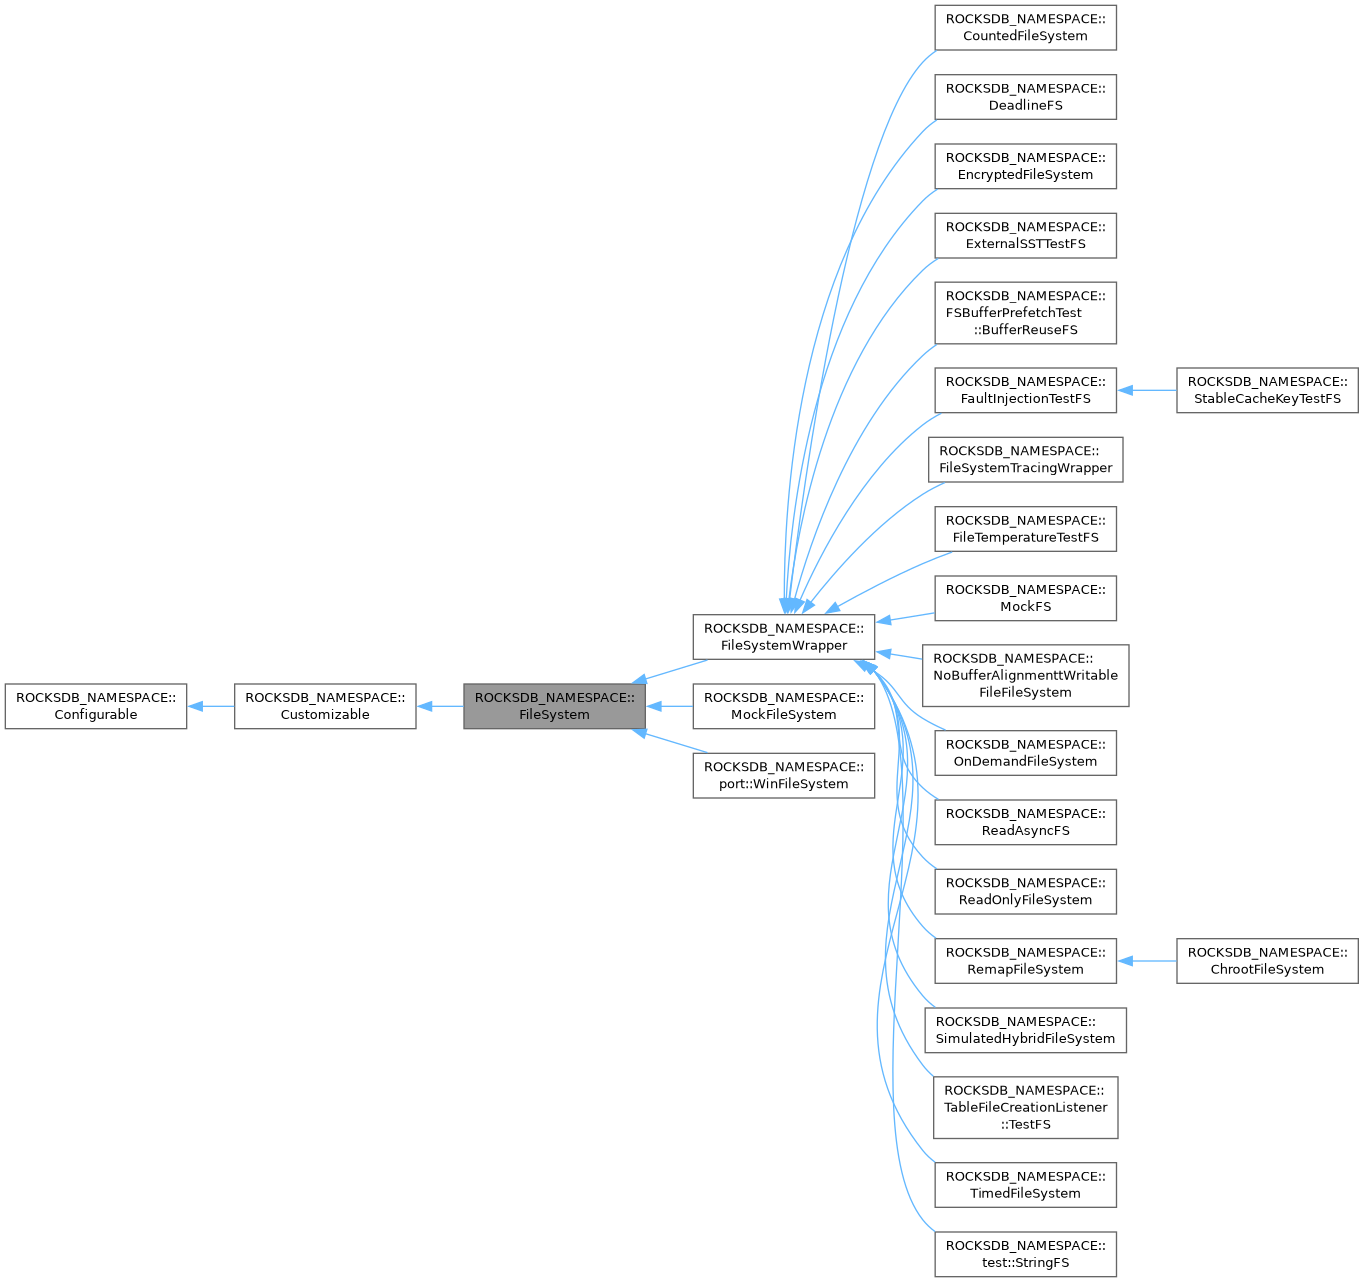 ROCKSDB_NAMESPACE::
CountedFileSystem
ROCKSDB_NAMESPACE::
DeadlineFS
ROCKSDB_NAMESPACE::
EncryptedFileSystem
ROCKSDB_NAMESPACE::
ExternalSSTTestFS
ROCKSDB_NAMESPACE::
FSBufferPrefetchTest
::BufferReuseFS
ROCKSDB_NAMESPACE::
FaultInjectionTestFS
ROCKSDB_NAMESPACE::
StableCacheKeyTestFS
ROCKSDB_NAMESPACE::
FileSystemTracingWrapper
ROCKSDB_NAMESPACE::
FileTemperatureTestFS
ROCKSDB_NAMESPACE::
MockFS
ROCKSDB_NAMESPACE::
FileSystemWrapper
ROCKSDB_NAMESPACE::
NoBufferAlignmenttWritable
FileFileSystem
ROCKSDB_NAMESPACE::
Configurable
ROCKSDB_NAMESPACE::
Customizable
ROCKSDB_NAMESPACE::
FileSystem
ROCKSDB_NAMESPACE::
MockFileSystem
ROCKSDB_NAMESPACE::
port::WinFileSystem
ROCKSDB_NAMESPACE::
OnDemandFileSystem
ROCKSDB_NAMESPACE::
ReadAsyncFS
ROCKSDB_NAMESPACE::
ReadOnlyFileSystem
ROCKSDB_NAMESPACE::
RemapFileSystem
ROCKSDB_NAMESPACE::
ChrootFileSystem
ROCKSDB_NAMESPACE::
SimulatedHybridFileSystem
ROCKSDB_NAMESPACE::
TableFileCreationListener
::TestFS
ROCKSDB_NAMESPACE::
TimedFileSystem
ROCKSDB_NAMESPACE::
test::StringFS